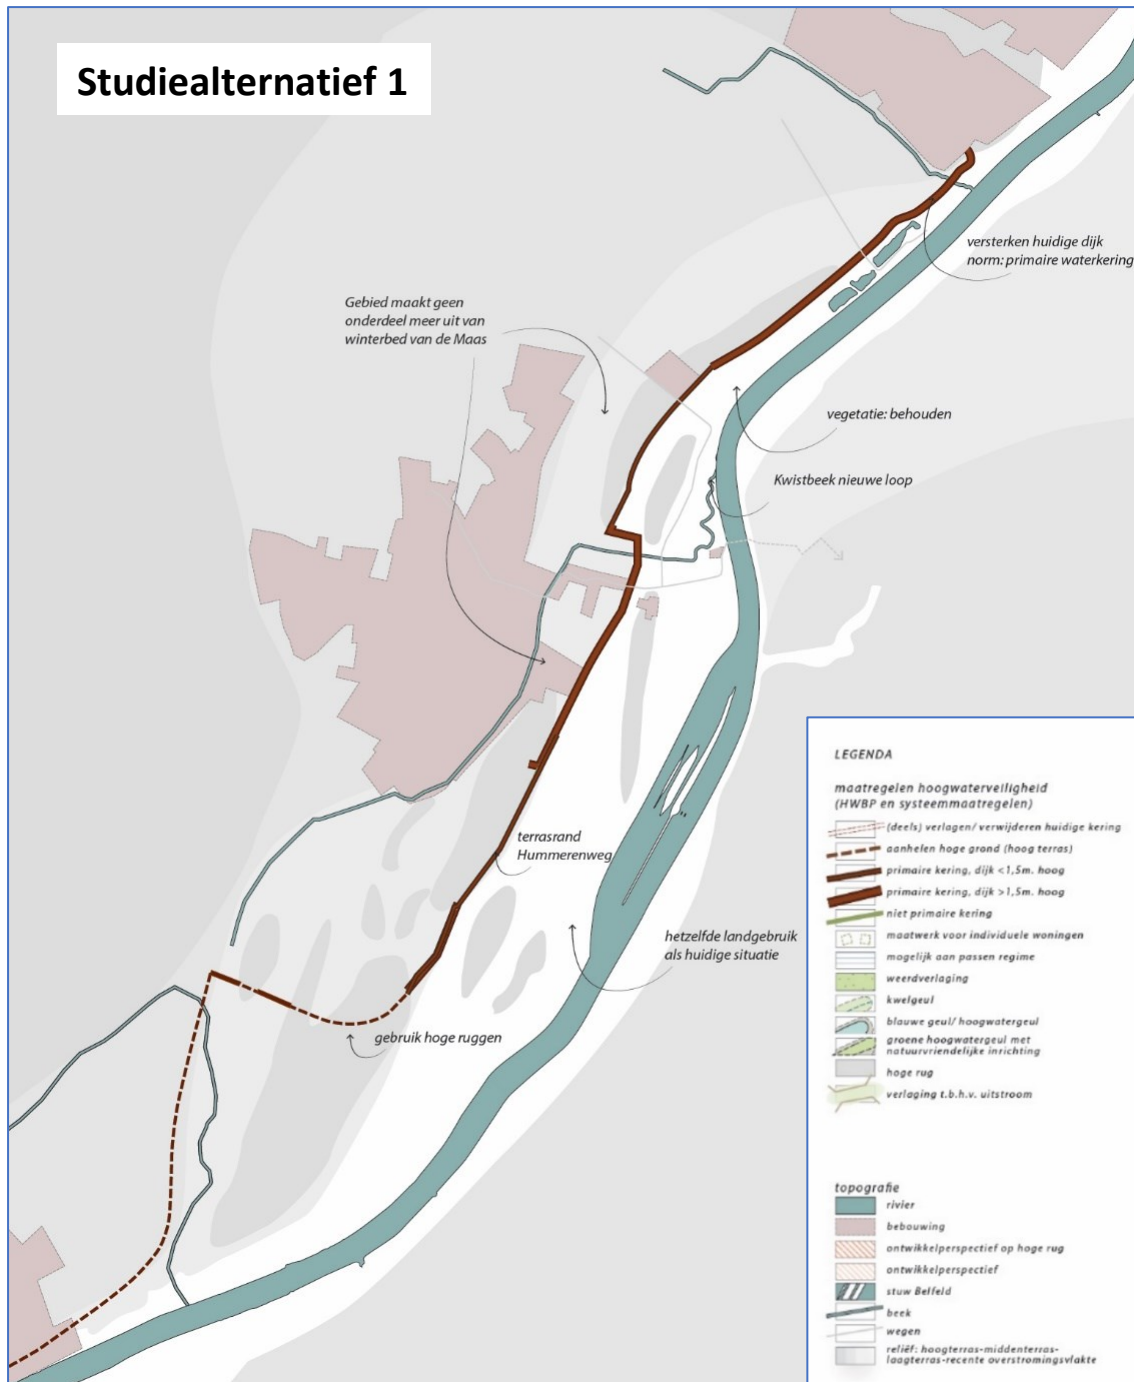 Studiealternatief 1
versterken huidige dijk
norm: primaire waterkering
Gebied maakt geen
onderdeel meer uit van
winterbed van de Maas
vegetatie: behouden
Kwistbeek nieuwe loop
terrasrand
Hummerenweg
hetzelfde landgebruik
als huidige situatie
gebruik hoge ruggen
LEGENDA
maatregelen hoogwaterveiligheid
(HWBP en systeemmaatregelen)
(deels) verlagen/ verwijderen huidige kering
aanhelen hoge grond (hoog terras)
primaire kering, dijk <1,5m. hoog
primaire kering, dijk >1,5m. hoog
niet primaire kering
maatwerk voor individuele woningen
mogelijk aan passen regime
weerdverlaging
kwelgeul
blauwe geul/ hoogwatergeul
groene hoogwatergeul met
natuurvriendelijke inrichting
hoge rug
verlaging t.b.h.v. uitstroom
topografie
rivier
bebouwing
ontwikkelperspectief op hoge rug
ontwikkelperspectief
stuw Belfeld
beek
wegen
reliëf: hoogterras-middenterras-
laagterras-recente overstromingsvlakte